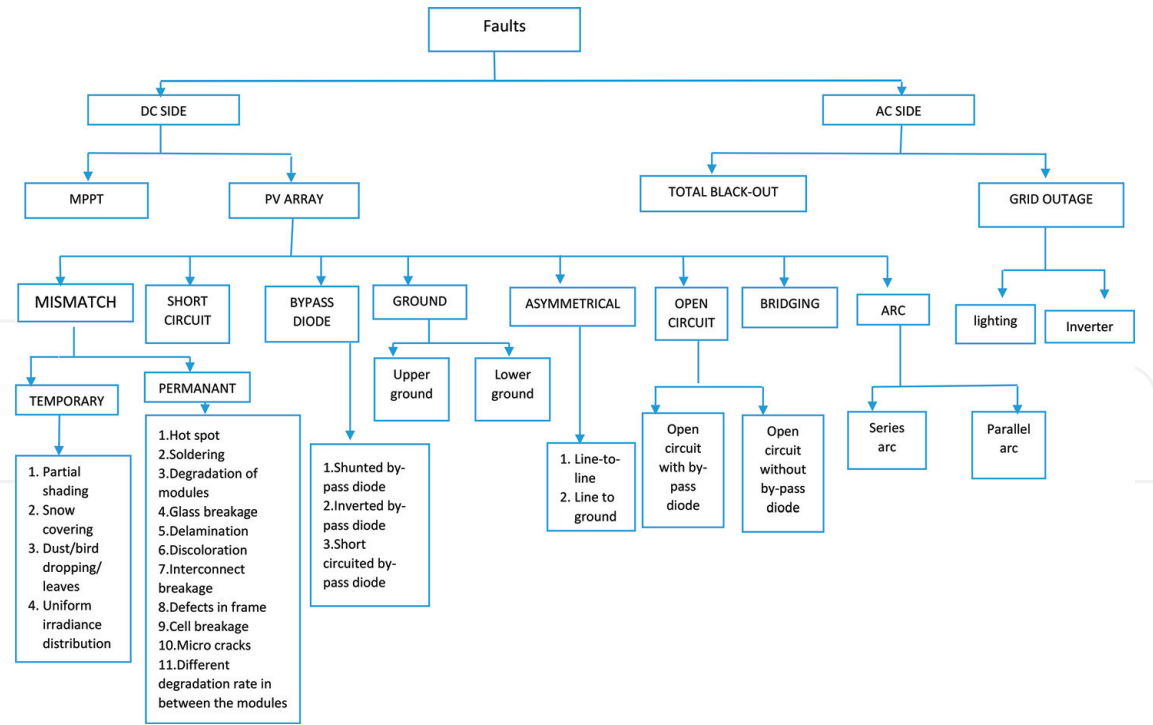 Faults
DC SIDE
AC SIDE
MPPT
PV ARRAY
TOTAL BLACK-OUT
GRID OUTAGE
MISMATCH
SHORT
CIRCUIT
BYPASS
DIODE
GROUND
ASYMMETRICAL
OPEN
CIRCUIT
BRIDGING
ARC
lighting
Inverter
TEMPORARY
PERMANANT
Upper
ground
Lower
ground
1. Partial
shading
2. Snow
covering
3. Dust/bird
dropping/
leaves
4. Uniform
irradiance
distribution
1.Hot spot
2.Soldering
3.Degradation of
modules
4.Glass breakage
5.Delamination
6.Discoloration
7.Interconnect
breakage
8.Defects in frame
9.Cell breakage
10.Micro cracks
11.Different
degradation rate in
between the modules
1.Shunted by-
pass diode
2.Inverted by-
pass diode
3.Short
circuited by-
pass diode
1. Line-to-
line
2. Line to
ground
Open
circuit
with by-
pass
diode
Open
circuit
without
by-pass
diode
Series
arc
Parallel
arc